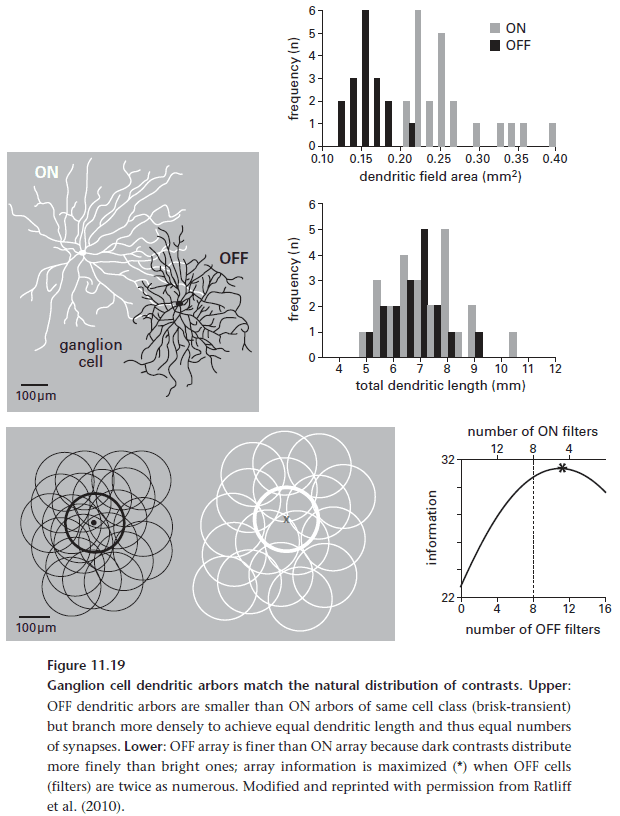 6
5
4
3
2
1
0
frequency (n)
ON
OFF
0.10 0.15 0.20 0.25 0.30 0.35 0.40
dendritic field area (mm²)
ON
OFF
ganglion
cell
100μm
6
5
4
3
2
1
0
frequency (n)
4 5 6 7 8 9 10 11 12
total dendritic length (mm)
x
100μm
number of ON filters
12 8 4
32
22
information
*
0 4 8 12 16
number of OFF filters
Figure 11.19
Ganglion cell dendritic arbors match the natural distribution of contrasts. Upper:
OFF dendritic arbors are smaller than ON arbors of same cell class (brisk-transient)
but branch more densely to achieve equal dendritic length and thus equal numbers
of synapses. Lower: OFF array is finer than ON array because dark contrasts distribute
more finely than bright ones; array information is maximized (*) when OFF cells
(filters) are twice as numerous. Modified and reprinted with permission from Ratliff
et al. (2010).